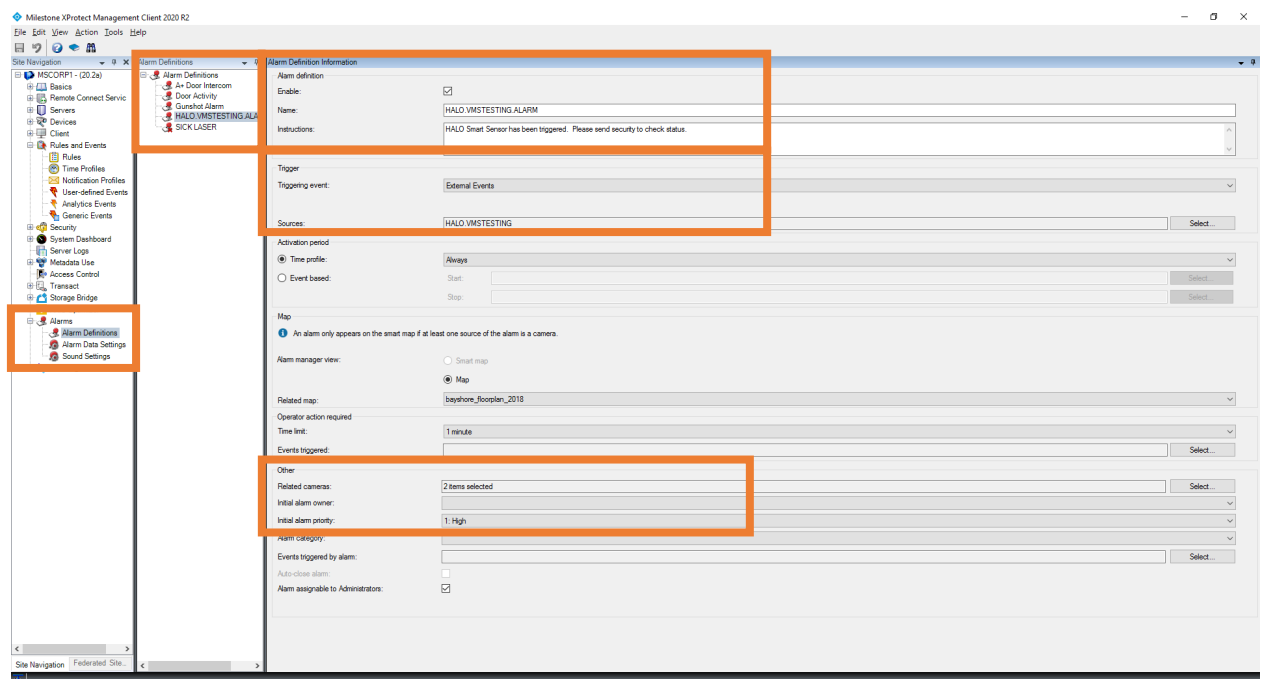 Milestone XProtect Management Client 2020 R2
File Edit View Action Tools Help
Site Navigation
MSCORP1 - (20.2a)
Basics
Remote Connect Servic
Servers
Devices
Client
Rules and Events
Rules
Time Profiles
Notification Profiles
User-defined Events
Analytics Events
Generic Events
Security
System Dashboard
Server Logs
Metadata Use
Access Control
Transact
Storage Bridge
Alarms
Alarm Definitions
Alarm Data Settings
Sound Settings
Site Navigation Federated Site...
Alarm Definitions
Alarm Definitions
A+ Door Intercom
Door Activity
Gunshot Alarm
HALO.VMSTESTING.ALA
SICK LASER
Alarm Definition Information
Alarm definition
Enable:
Name: HALO.VMSTESTING.ALARM
Instructions: HALO Smart Sensor has been triggered. Please send security to check status.
Trigger
Triggering event: External Events
Sources: HALO.VMSTESTING Select...
Activation period
Time profile: Always
Event based: Start: Select...
Stop: Select...
Map
An alarm only appears on the smart map if at least one source of the alarm is a camera.
Alarm manager view: Smart map
Map
Related map: bayshore_floorplan_2018
Operator action required
Time limit: 1 minute
Events triggered: Select...
Other
Related cameras: 2 items selected Select...
Initial alarm owner:
Initial alarm priority: 1: High
Alarm category:
Events triggered by alarm: Select...
Auto-close alarm:
Alarm assignable to Administrators: